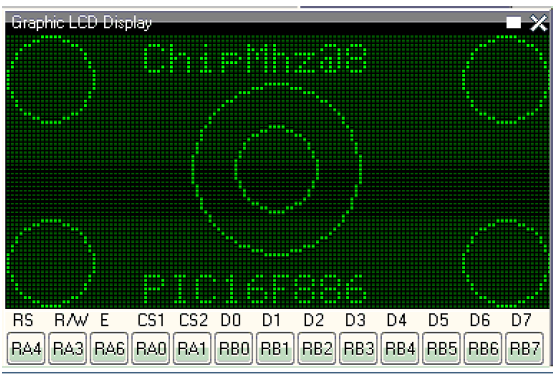 Graphic LCD Display
ChipMhza8
PIC16F886
RS R/W E CS1 CS2 D0 D1 D2 D3 D4 D5 D6 D7
RA4 RA3 RA6 RA0 RA1 RB0 RB1 RB2 RB3 RB4 RB5 RB6 RB7